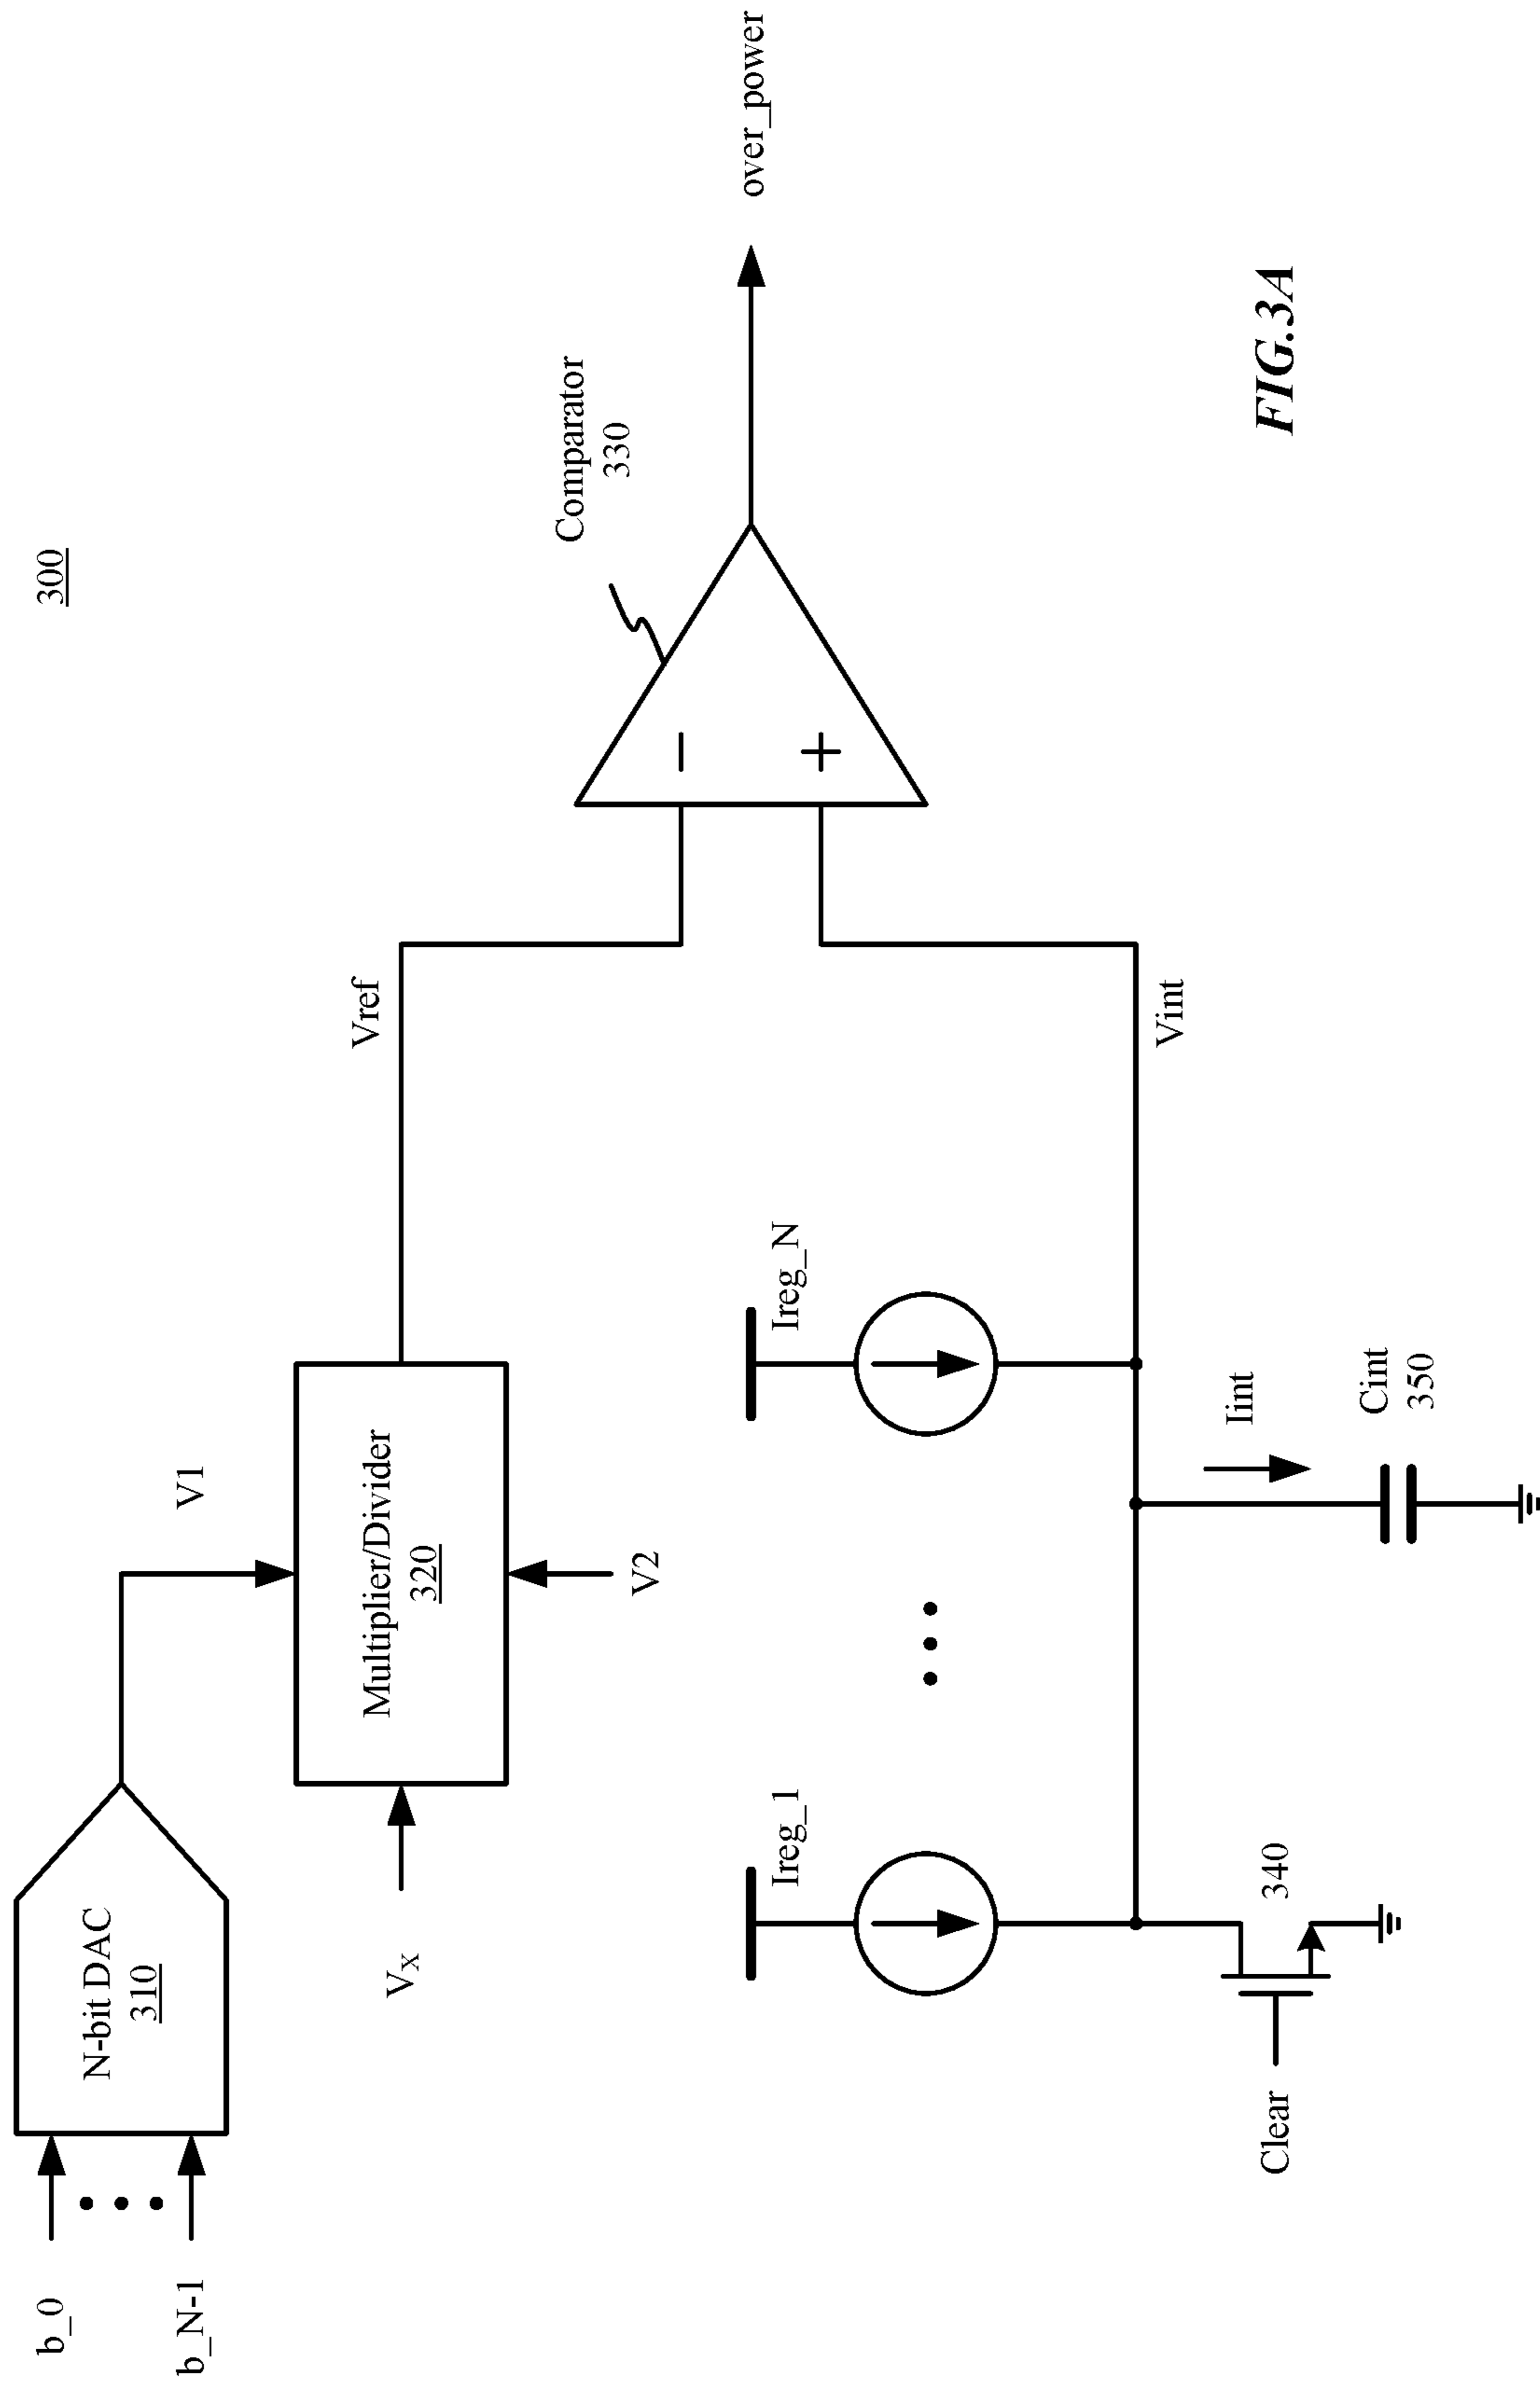 300
b_0
b_N-1
N-bit DAC
310
V1
Vx
Multiplier/Divider
320
V2
Vref
Comparator
330
over_power
Ireg_1
Ireg_N
Vint
Iint
Clear
340
Cint
350
FIG.3A